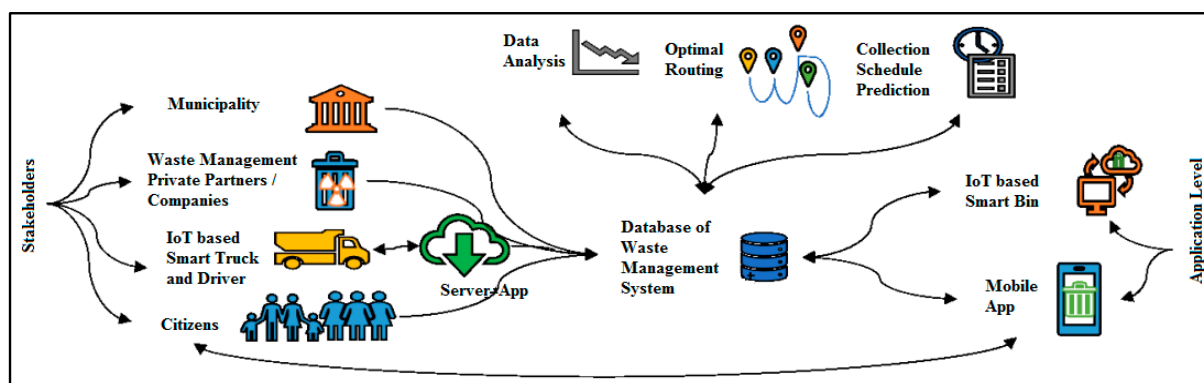 Stakeholders
Municipality
Waste Management
Private Partners /
Companies
IoT based
Smart Truck
and Driver
Citizens
Server-App
Data
Analysis
Optimal
Routing
Collection
Schedule
Prediction
Database of
Waste
Management
System
IoT based
Smart Bin
Mobile
App
Application Level